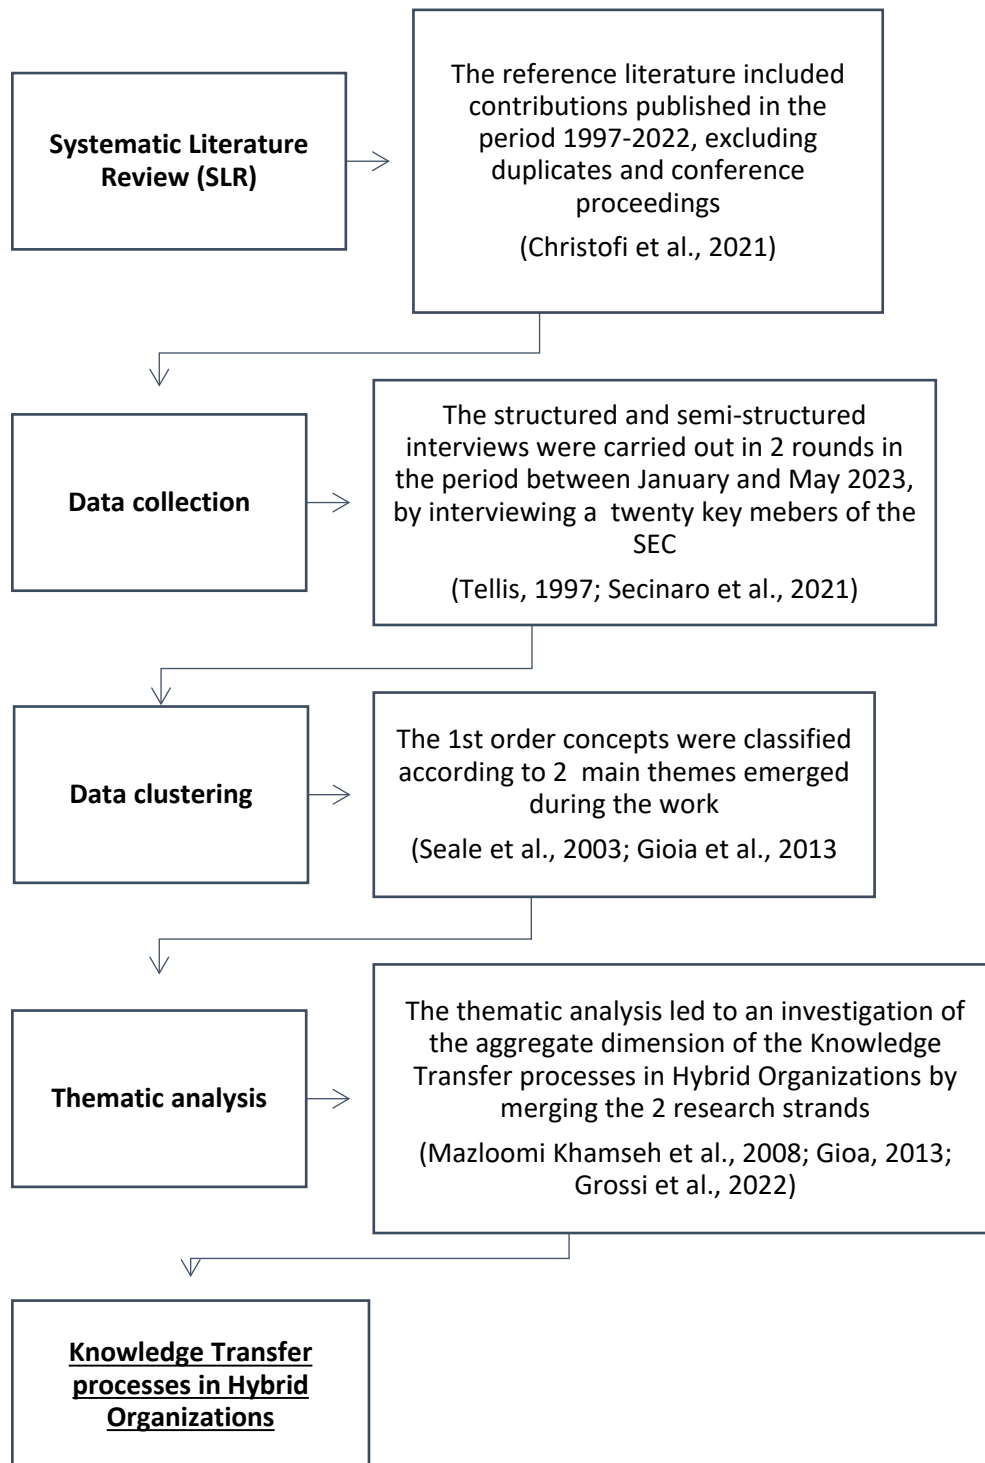 Systematic Literature
Review (SLR)
The reference literature included
contributions published in the
period 1997-2022, excluding
duplicates and conference
proceedings
(Christofi et al., 2021)
Data collection
The structured and semi-structured
interviews were carried out in 2 rounds in
the period between January and May 2023,
by interviewing a  twenty key mebers of the
SEC
(Tellis, 1997; Secinaro et al., 2021)
Data clustering
The 1st order concepts were classified
according to 2  main themes emerged
during the work
(Seale et al., 2003; Gioia et al., 2013
Thematic analysis
The thematic analysis led to an investigation of
the aggregate dimension of the Knowledge
Transfer processes in Hybrid Organizations by
merging the 2 research strands
(Mazloomi Khamseh et al., 2008; Gioa, 2013;
Grossi et al., 2022)
Knowledge Transfer
processes in Hybrid
Organizations